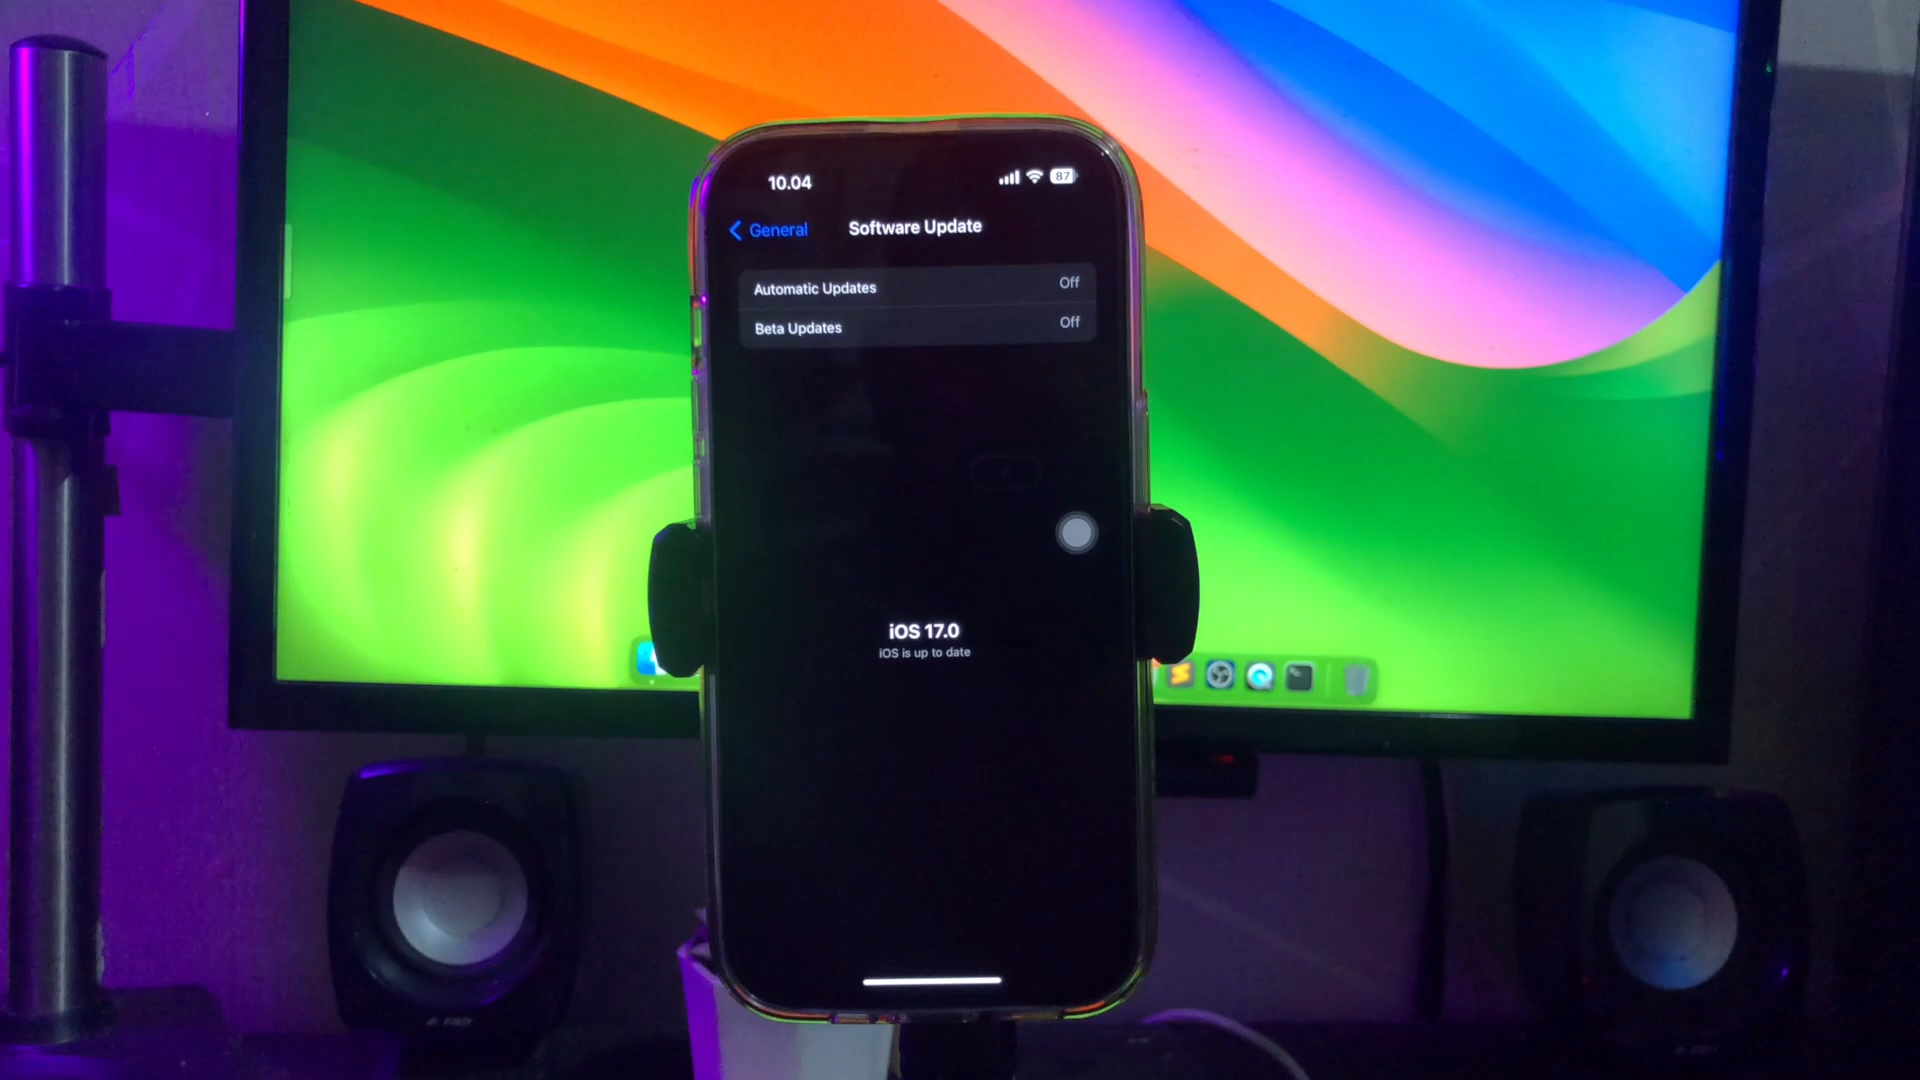 10.04
87
General
Software Update
Automatic Updates
Off
Beta Updates
Off
iOS 17.0
iOS is up to date